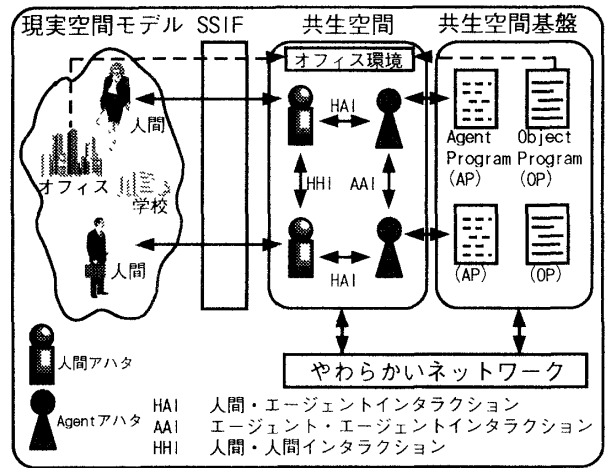 現実空間モデル SSIF 共生空間 共生空間基盤
オフィス環境
人間
HAI
オフィス
学校
HHI AAI
Agent Program (AP)
Object Program (OP)
人間
HAI
(AP) (OP)
やわらかいネットワーク
人間アハタ
Agentアハタ
HAI 人間・エージェントインタラクション
AAI エージェント・エージェントインタラクション
HHI 人間・人間インタラクション